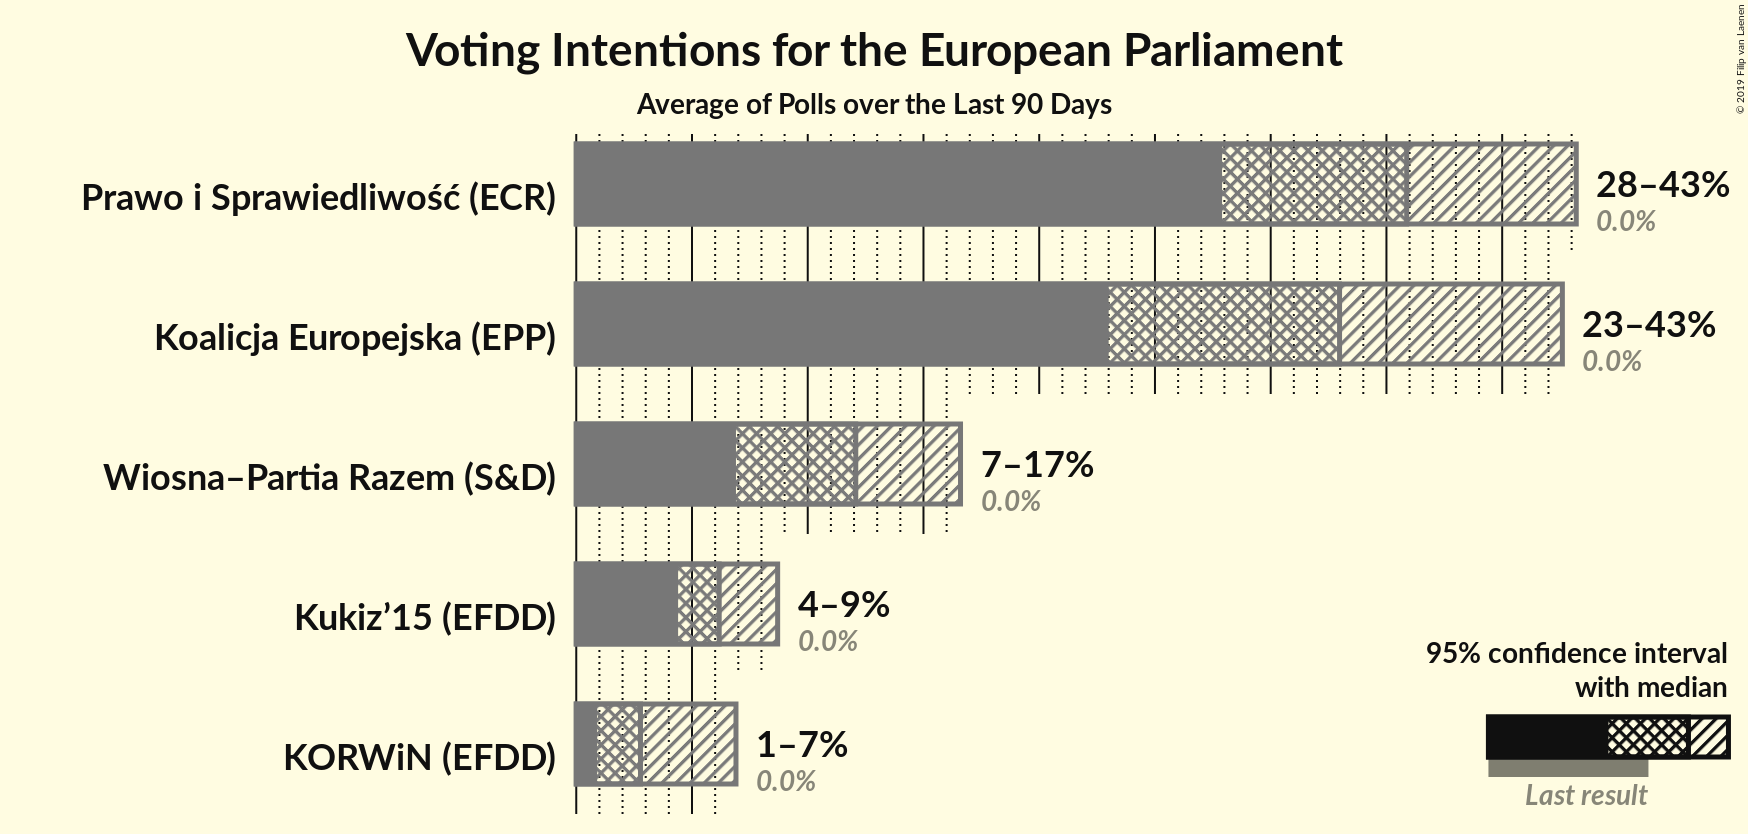 Voting Intentions for the European Parliament
Average of Polls over the Last 90 Days
© 2019 Filip van Laenen
Prawo i Sprawiedliwość (ECR)
28–43%
0.0%
Koalicja Europejska (EPP)
23–43%
0.0%
Wiosna–Partia Razem (S&D)
7–17%
0.0%
Kukiz’15 (EFDD)
4–9%
0.0%
KORWiN (EFDD)
1–7%
0.0%
95% confidence interval
with median
Last result